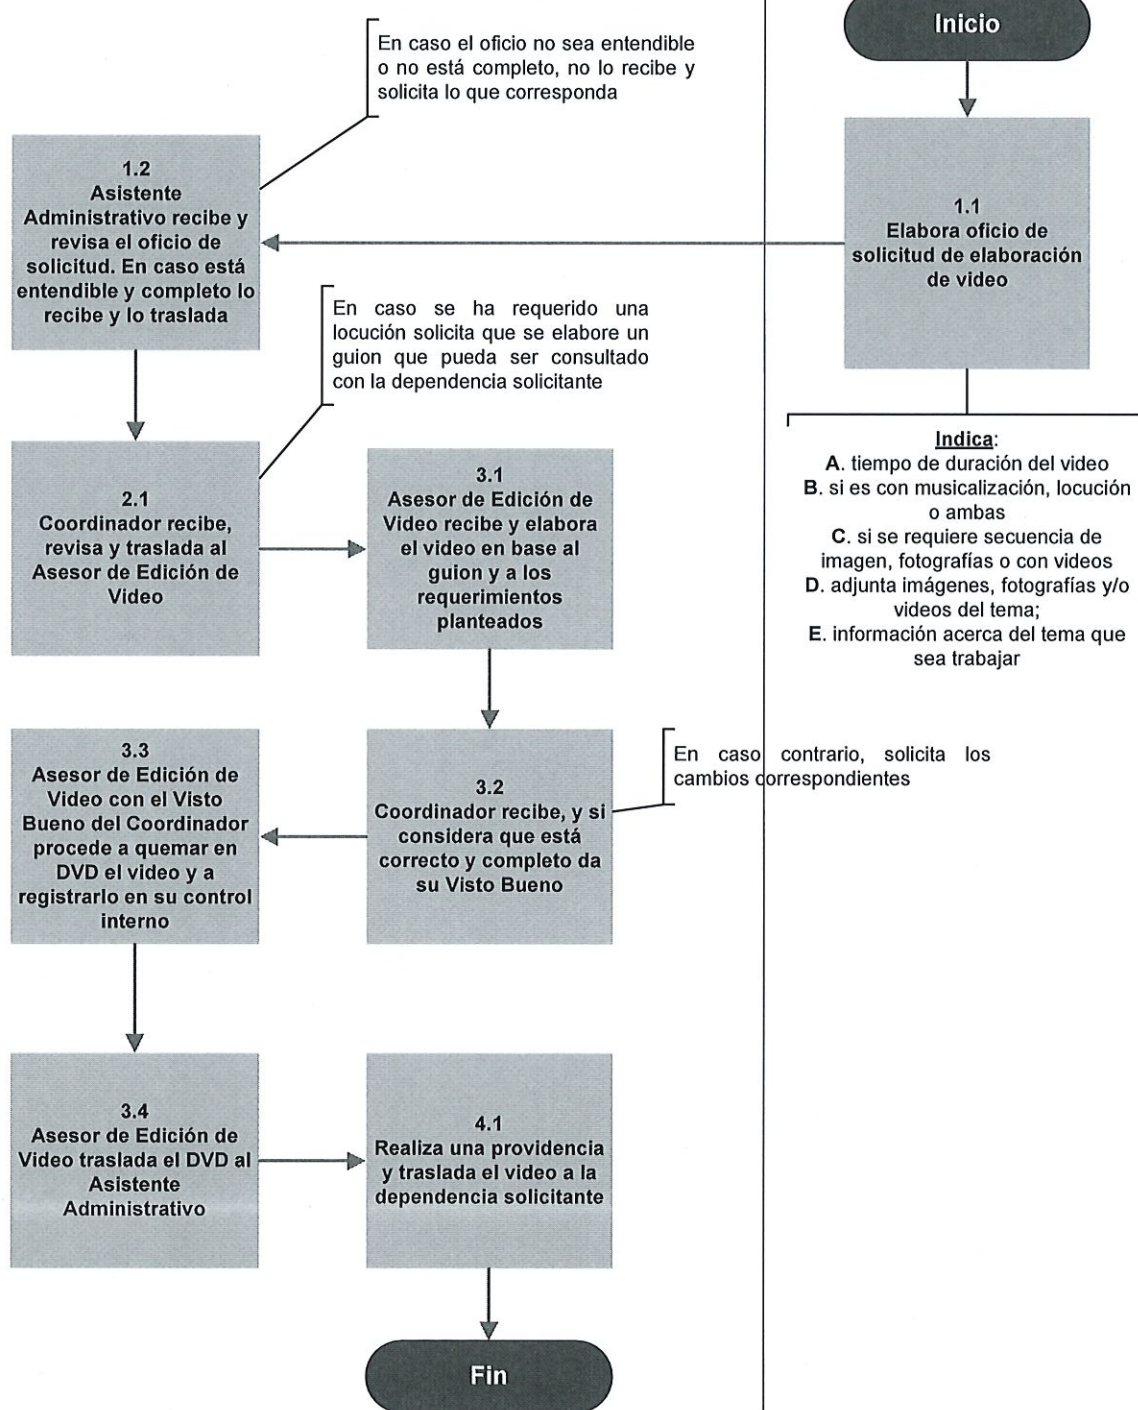 Inicio
En caso el oficio no sea entendible
o no está completo, no lo recibe y
solicita lo que corresponda
1.1
Elabora oficio de
solicitud de elaboración
de video
1.2
Asistente
Administrativo recibe y
revisa el oficio de
solicitud. En caso está
entendible y completo lo
recibe y lo traslada
En caso se ha requerido una
locución solicita que se elabore un
guion que pueda ser consultado
con la dependencia solicitante
Indica:
A. tiempo de duración del video
B. si es con musicalización, locución
o ambas
C. si se requiere secuencia de
imagen, fotografías o con videos
D. adjunta imágenes, fotografías y/o
videos del tema;
E. información acerca del tema que
sea trabajar
2.1
Coordinador recibe,
revisa y traslada al
Asesor de Edición de
Video
3.1
Asesor de Edición de
Video recibe y elabora
el video en base al
guion y a los
requerimientos
planteados
En caso contrario, solicita los
cambios correspondientes
3.2
Coordinador recibe, y si
considera que está
correcto y completo da
su Visto Bueno
3.3
Asesor de Edición de
Video con el Visto
Bueno del Coordinador
procede a quemar en
DVD el video y a
registrarlo en su control
interno
3.4
Asesor de Edición de
Video traslada el DVD al
Asistente
Administrativo
4.1
Realiza una providencia
y traslada el video a la
dependencia solicitante
Fin